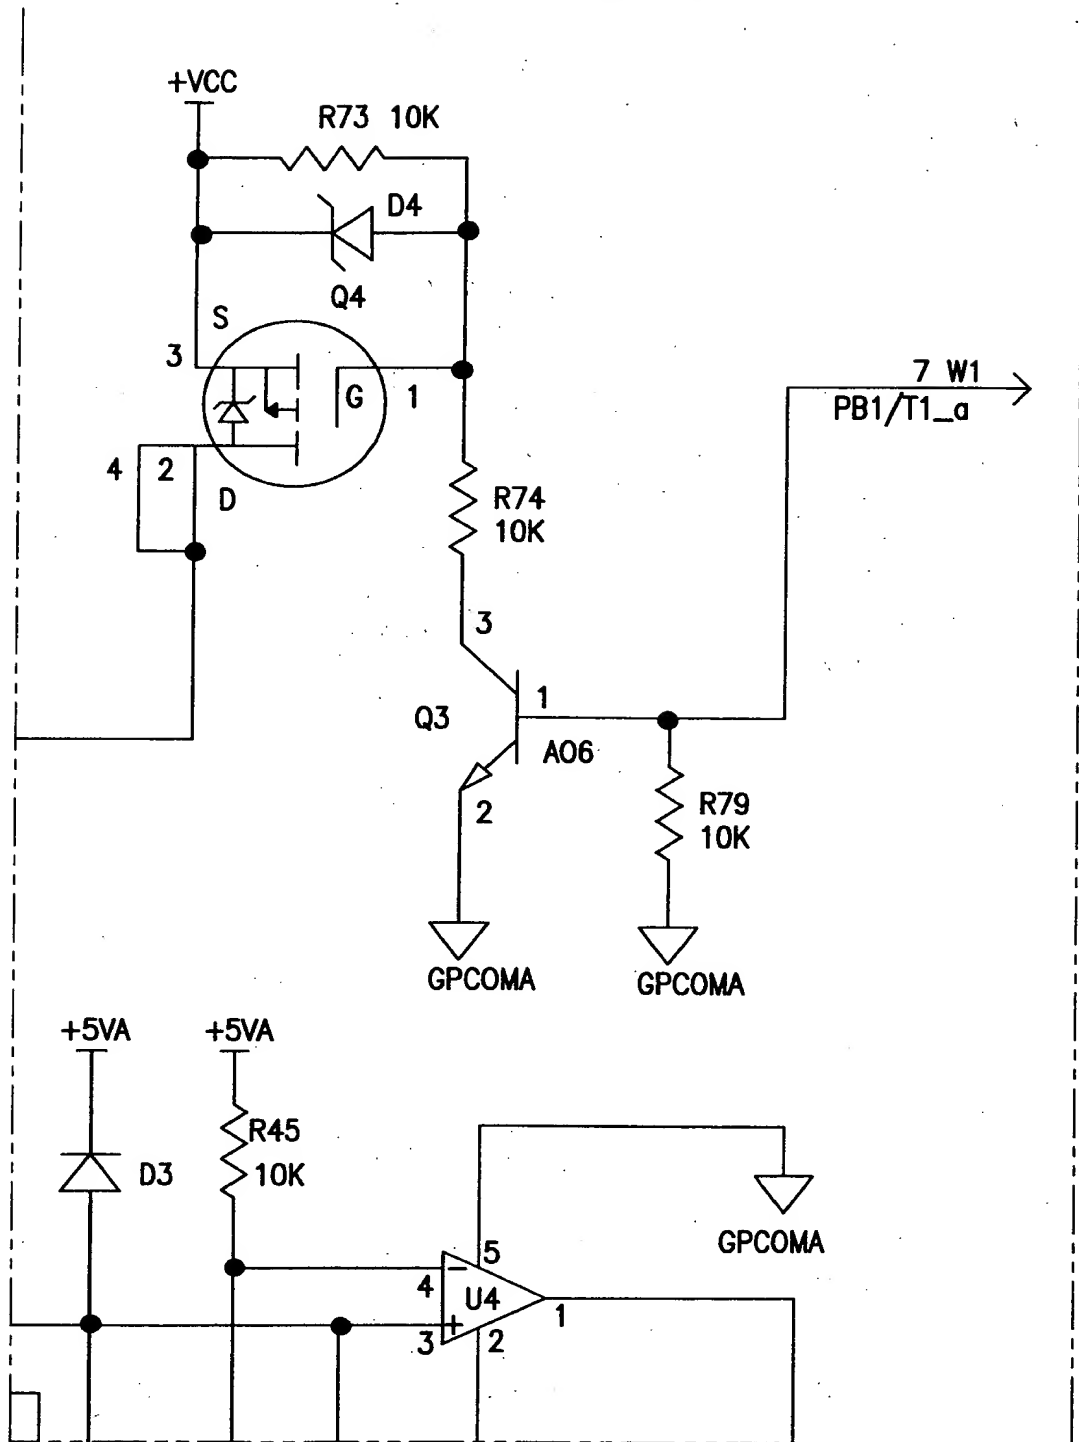 +VCC
R73 10K
D4
Q4
S
3
G
1
4
2
D
7 W1
PB1/T1_a
R74
10K
3
1
Q3
A06
2
R79
10K
GPCOMA
GPCOMA
+5VA
+5VA
R45
10K
D3
GPCOMA
5
4
-
U4
1
+
3
2